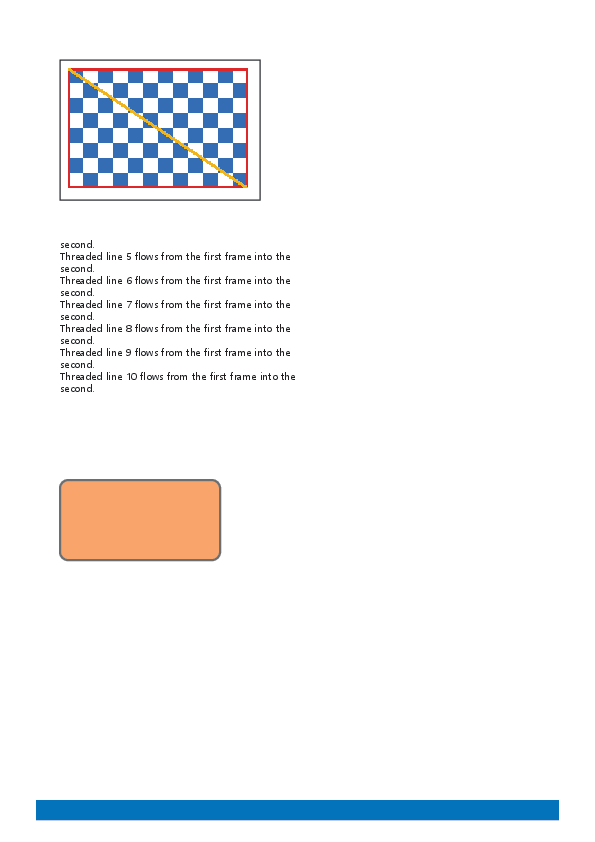 second.
Threaded line 5 flows from the first frame into the
second.
Threaded line 6 flows from the first frame into the
second.
Threaded line 7 flows from the first frame into the
second.
Threaded line 8 flows from the first frame into the
second.
Threaded line 9 flows from the first frame into the
second.
Threaded line 10 flows from the first frame into the
second.